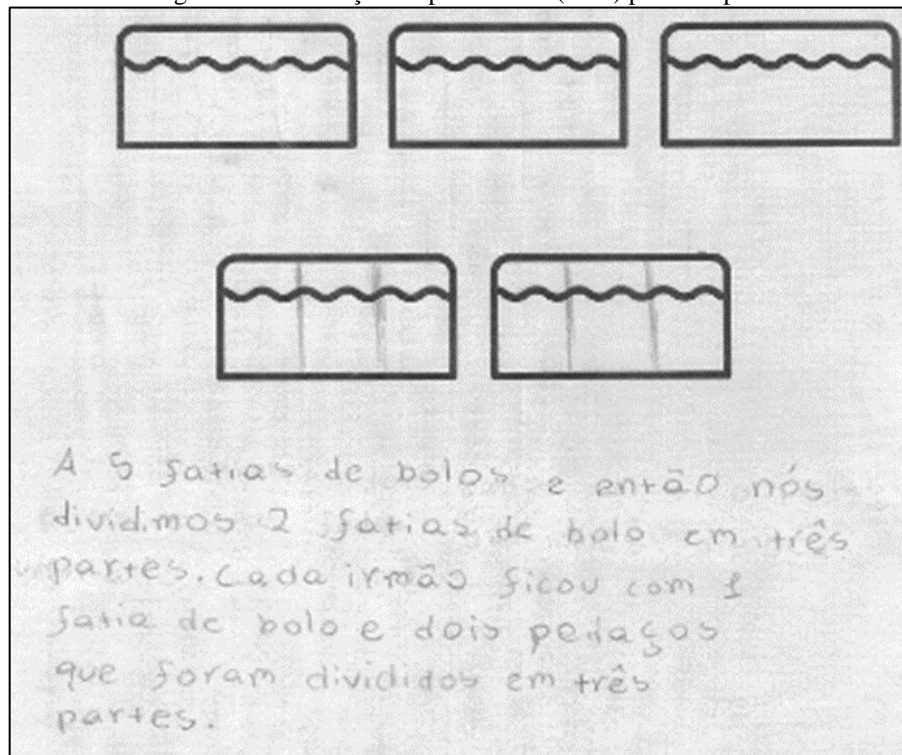 A 5 fatias de bolos e então nós
dividimos 2 fatias de bolo em três
partes. Cada irmão ficou com 1
fatia de bolo e dois pedaços
que foram divididos em três
partes.